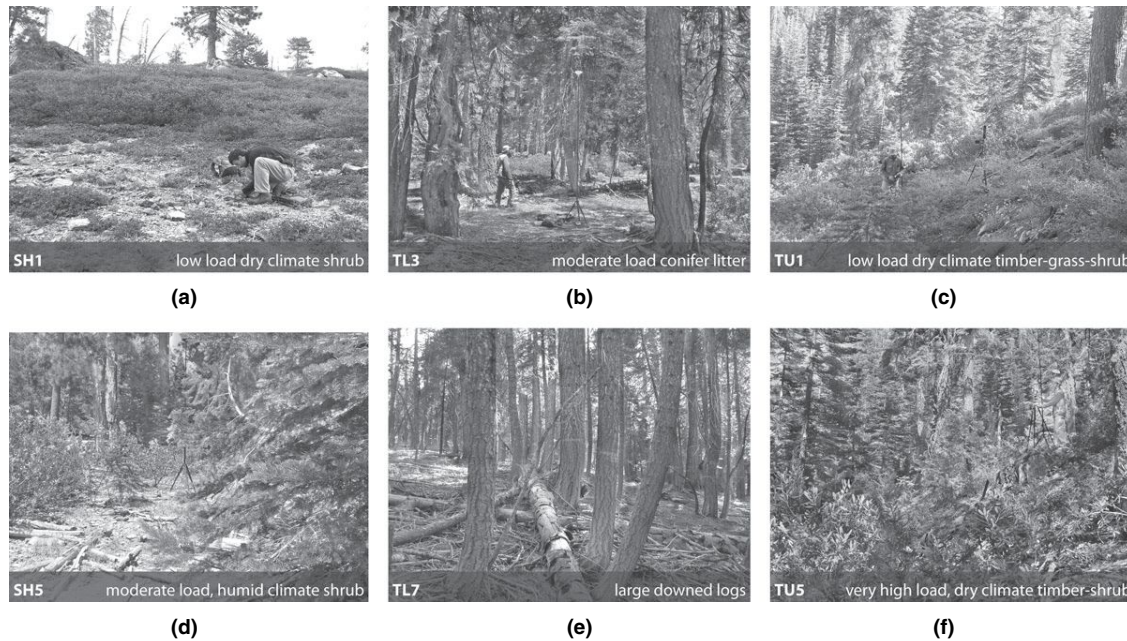 SH1 low load dry climate shrub
TL3 moderate load conifer litter
TU1 low load dry climate timber-grass-shrub
(a)
(b)
(c)
SH5 moderate load, humid climate shrub
TL7 large downed logs
TU5 very high load, dry climate timber-shrub
(d)
(e)
(f)